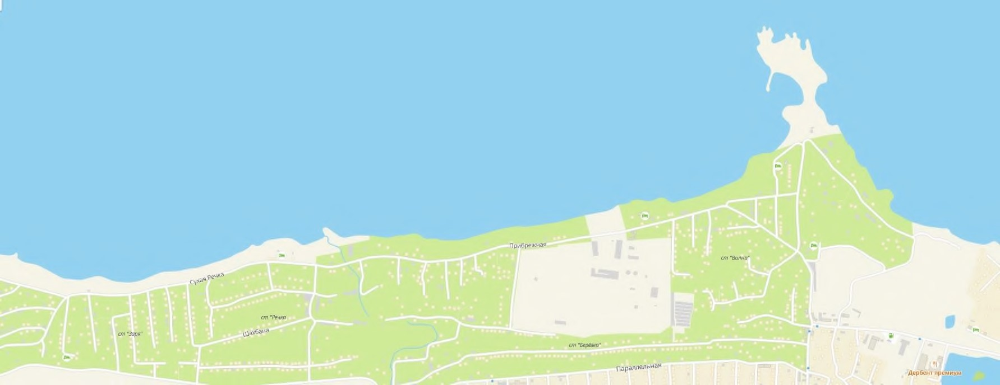 Прибрежная
ст "Волна"
Сухая Речка
ст "Речка
Шахбана
ст "Заря"
ст "Берёзка"
Параллельная
Дербент премиум